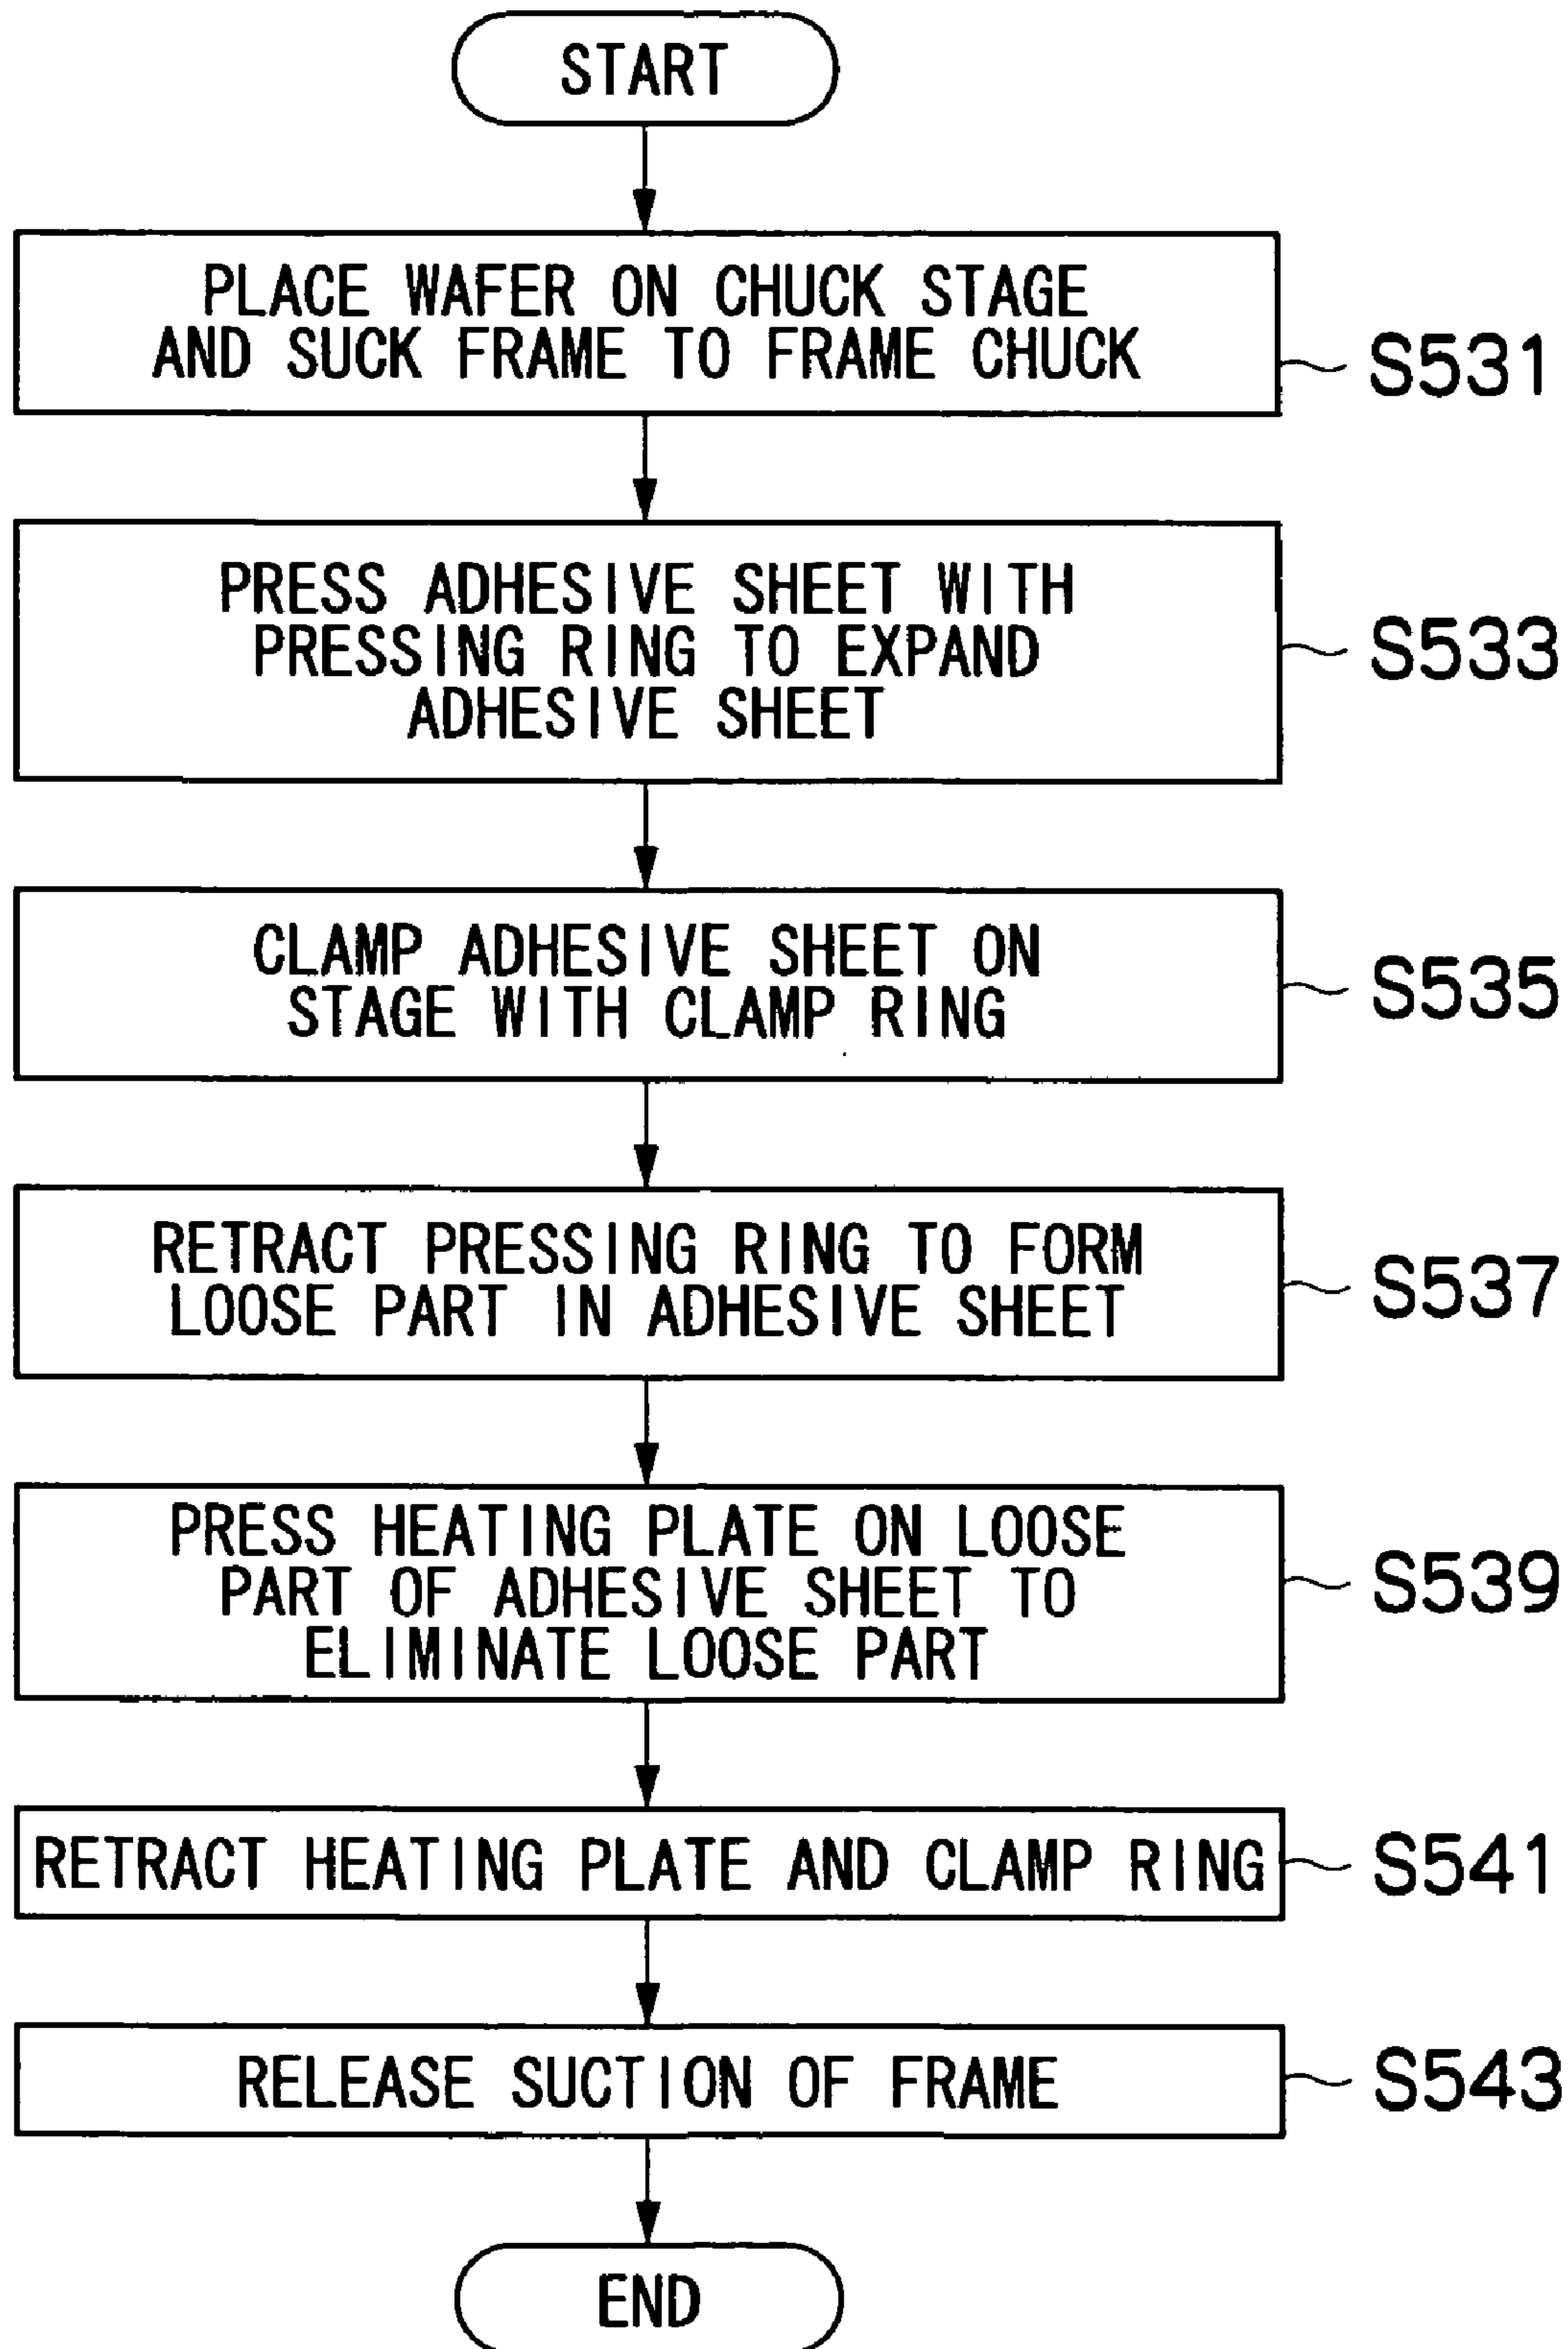 START
PLACE WAFER ON CHUCK STAGE
AND SUCK FRAME TO FRAME CHUCK
S531
PRESS ADHESIVE SHEET WITH
PRESSING RING TO EXPAND
ADHESIVE SHEET
S533
CLAMP ADHESIVE SHEET ON
STAGE WITH CLAMP RING
S535
RETRACT PRESSING RING TO FORM
LOOSE PART IN ADHESIVE SHEET
S537
PRESS HEATING PLATE ON LOOSE
PART OF ADHESIVE SHEET TO
ELIMINATE LOOSE PART
S539
RETRACT HEATING PLATE AND CLAMP RING
S541
RELEASE SUCTION OF FRAME
S543
END